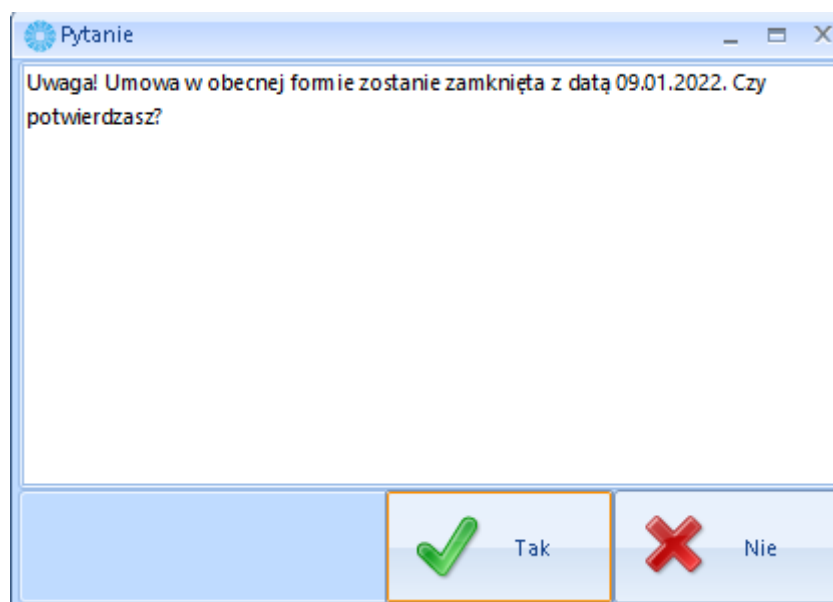 Pytanie
Uwaga! Umowa w obecnej formie zostanie zamknięta z datą 09.01.2022. Czy
potwierdzasz?
Tak
Nie